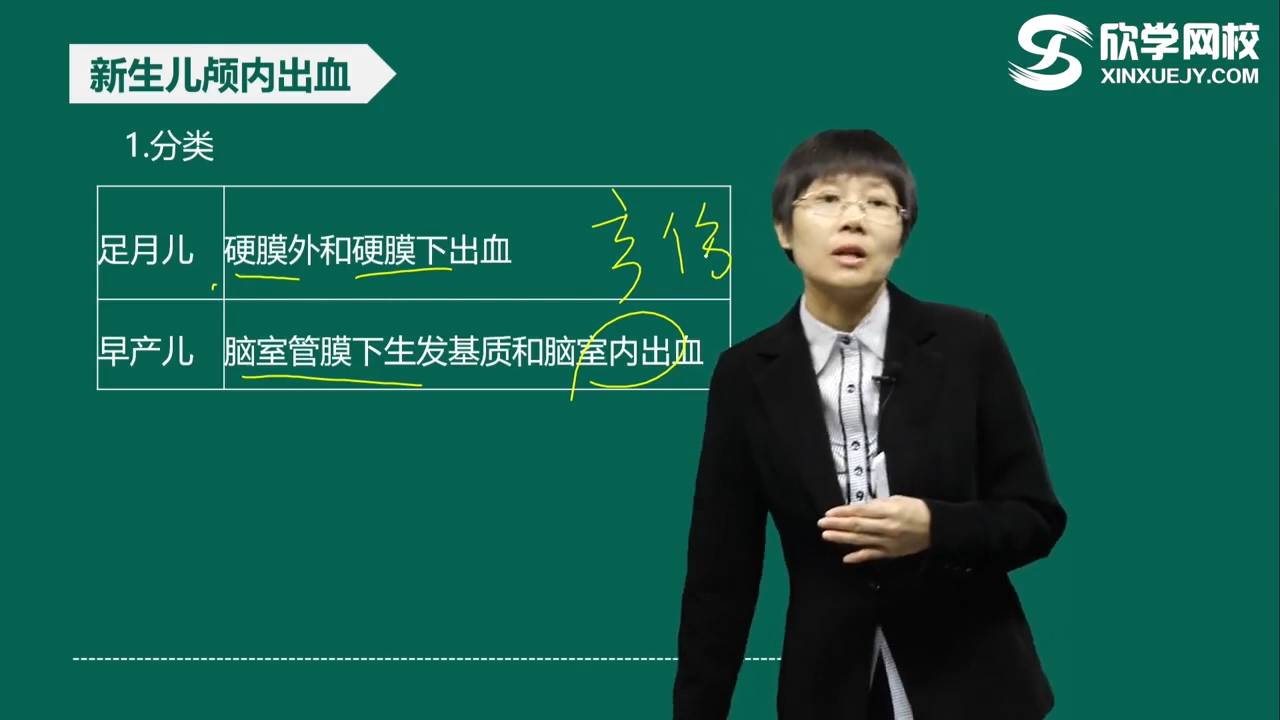 欣学网校
XINXUEJY.COM
新生儿颅内出血
1.分类
足月儿 硬膜外和硬膜下出血
早产儿 脑室管膜下生发基质和脑室内出血